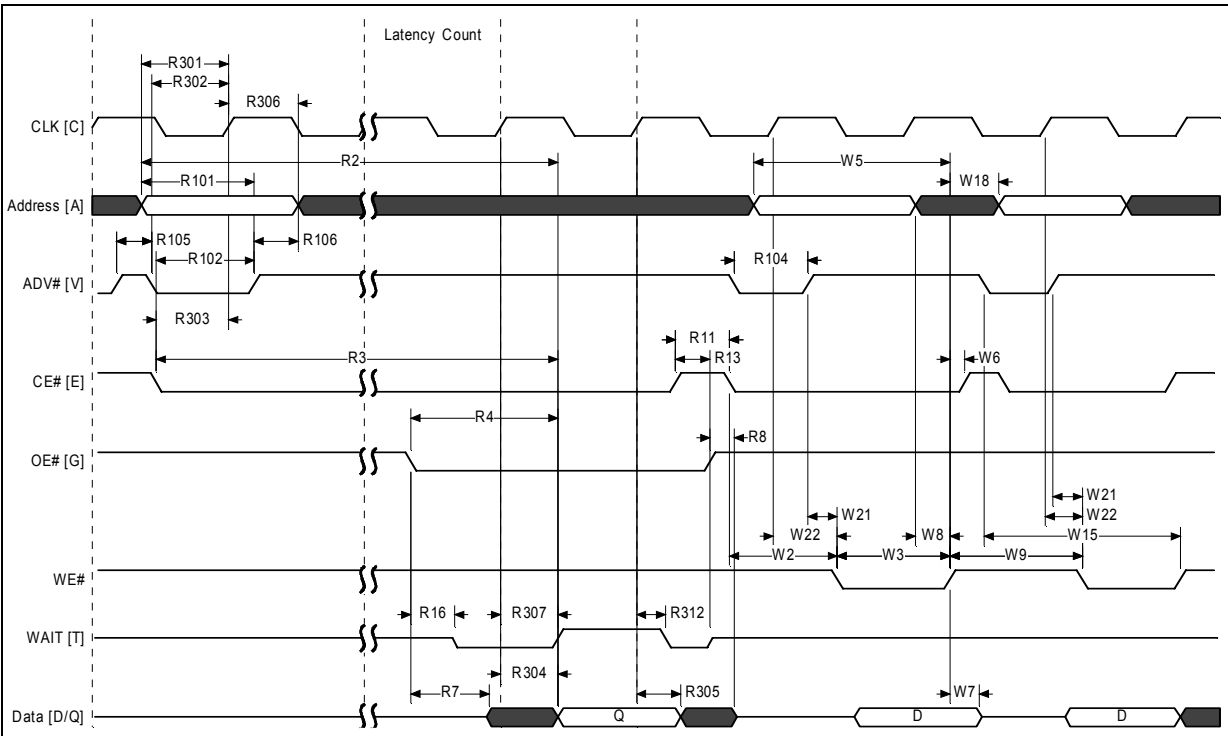 Latency Count
R301
R302
R306
CLK [C]
R2
W5
R101
W18
Address [A]
R105
R106
R102
R104
ADV# [V]
R303
R11
R3
R13
W6
CE# [E]
R4
R8
OE# [G]
W21
W21
W22
W22
W8
W15
W2
W3
W9
WE#
R16
R307
R312
WAIT [T]
R304
R7
R305
W7
Data [D/Q]
Q
D
D